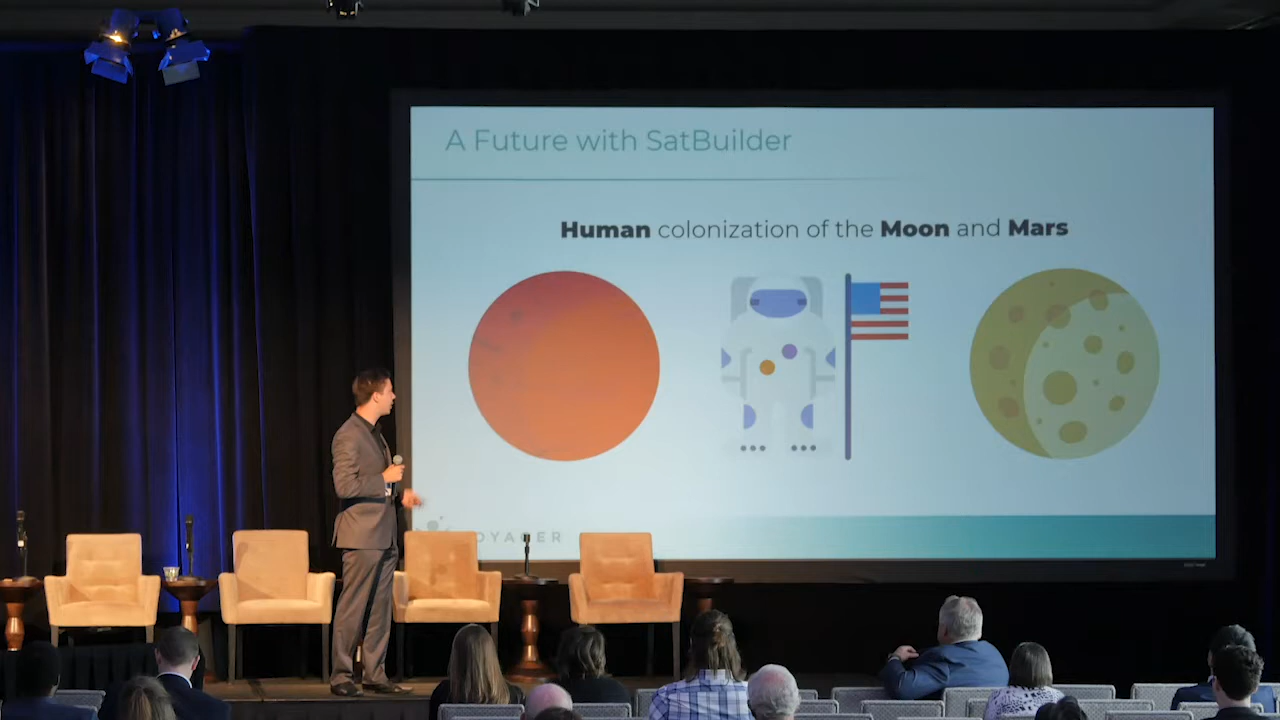 A Future with SatBuilder
Human colonization of the Moon and Mars